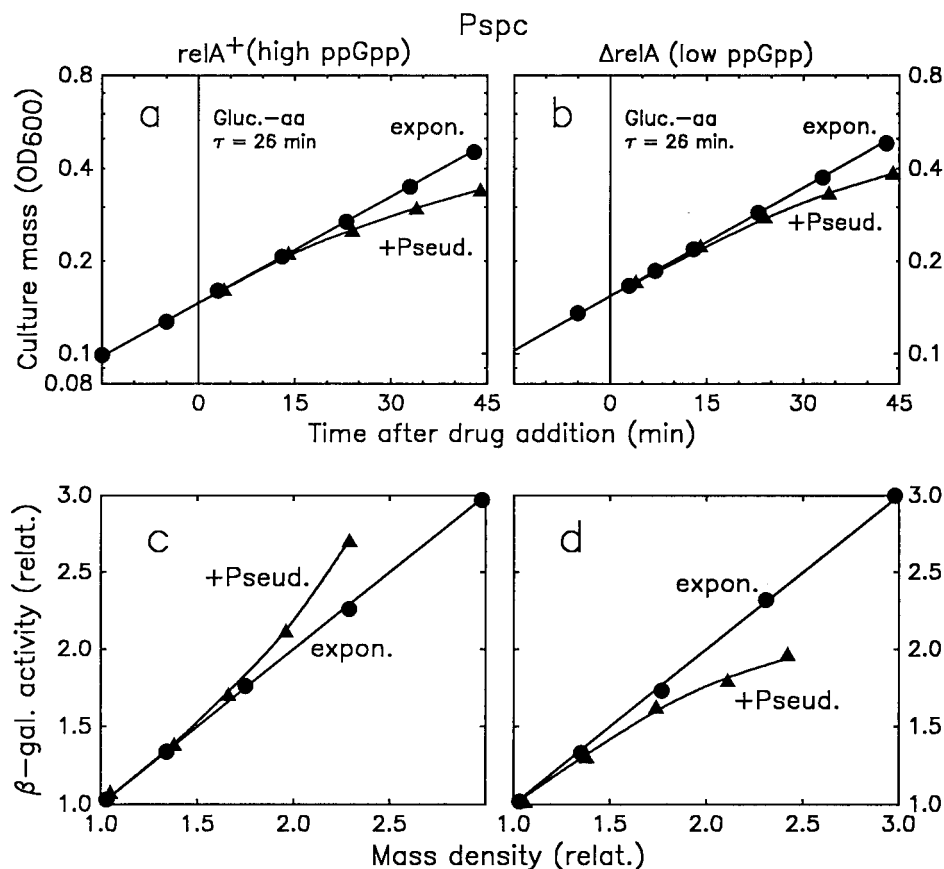 Pspc
relA+ (high ppGpp)
ΔrelA (low ppGpp)
Culture mass (OD600)
0.8
0.4
0.2
0.1
0.08
a
Gluc.-aa
τ = 26 min
expon.
+Pseud.
0 15 30 45
b
Gluc.-aa
τ = 26 min.
expon.
+Pseud.
0.8
0.4
0.2
0.1
0.08
0 15 30 45
Time after drug addition (min)
β-gal. activity (relat.)
3.0
2.5
2.0
1.5
1.0
c
+Pseud.
expon.
1.0 1.5 2.0 2.5
d
expon.
+Pseud.
3.0
2.5
2.0
1.5
1.0
1.0 1.5 2.0 2.5 3.0
Mass density (relat.)